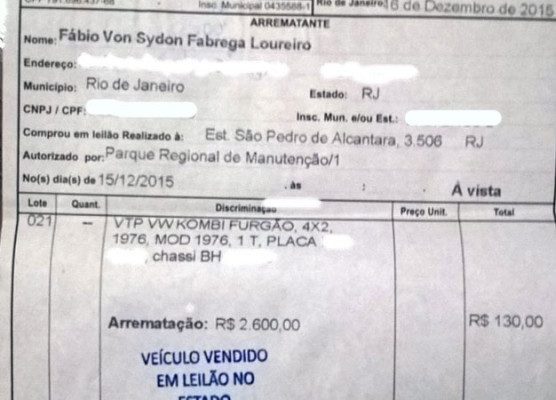 Insc. Municipal 0435588-1 Rio de Janeiro, 16 de Dezembro de 2015
ARREMATANTE
Nome: Fábio Von Sydon Fabrega Loureiro
Endereço:
Município: Rio de Janeiro Estado: RJ
CNPJ / CPF: Insc. Mun. e/ou Est.:
Comprou em leilão Realizado à: Est. São Pedro de Alcantara, 3.506 RJ
Autorizado por: Parque Regional de Manutenção/1
No(s) dia(s) de 15/12/2015 . às : . À vista
Lote Quant. Discriminação Preço Unit. Total
021 -- VTP VW KOMBI FURGÃO, 4X2,
1976, MOD 1976, 1 T, PLACA
, chassi BH
Arrematação: R$ 2.600,00 R$ 130,00
VEÍCULO VENDIDO
EM LEILÃO NO
ESTADO